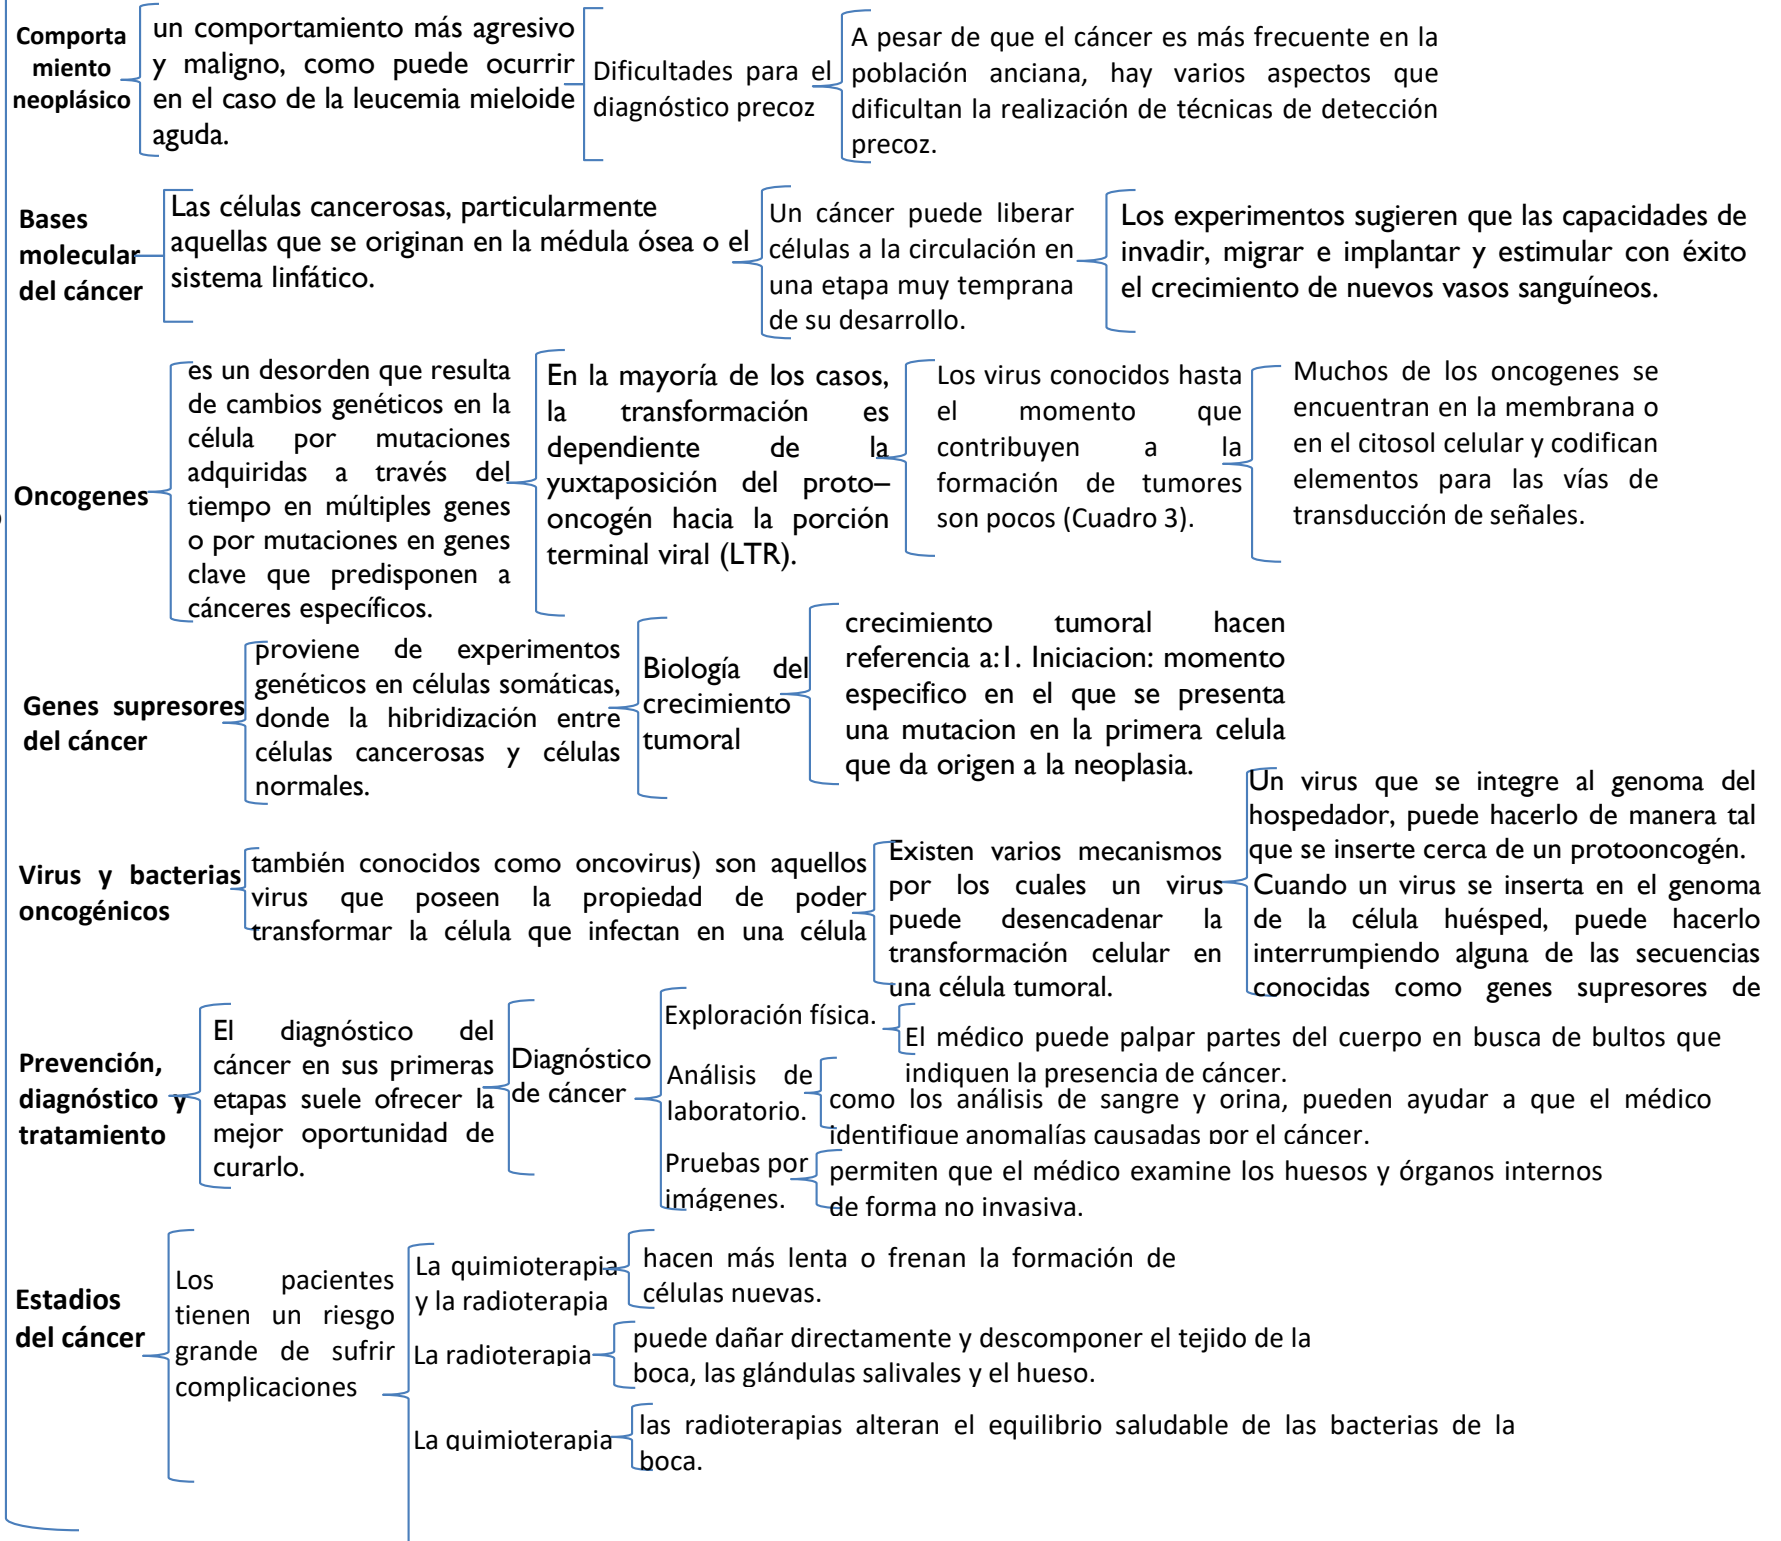 Comporta
miento
neoplásico
un comportamiento más agresivo
y maligno, como puede ocurrir
en el caso de la leucemia mieloide
aguda.
Dificultades para el
diagnóstico precoz
A pesar de que el cáncer es más frecuente en la
población anciana, hay varios aspectos que
dificultan la realización de técnicas de detección
precoz.
Bases
molecular
del cáncer
Las células cancerosas, particularmente
aquellas que se originan en la médula ósea o el
sistema linfático.
Un cáncer puede liberar
células a la circulación en
una etapa muy temprana
de su desarrollo.
Los experimentos sugieren que las capacidades de
invadir, migrar e implantar y estimular con éxito
el crecimiento de nuevos vasos sanguíneos.
Oncogenes
es un desorden que resulta
de cambios genéticos en la
célula por mutaciones
adquiridas a través del
tiempo en múltiples genes
o por mutaciones en genes
clave que predisponen a
cánceres específicos.
En la mayoría de los casos,
la transformación es
dependiente de la
yuxtaposición del proto–
oncogén hacia la porción
terminal viral (LTR).
Los virus conocidos hasta
el momento que
contribuyen a la
formación de tumores
son pocos (Cuadro 3).
Muchos de los oncogenes se
encuentran en la membrana o
en el citosol celular y codifican
elementos para las vías de
transducción de señales.
Genes supresores
del cáncer
proviene de experimentos
genéticos en células somáticas,
donde la hibridización entre
células cancerosas y células
normales.
Biología del
crecimiento
tumoral
crecimiento tumoral hacen
referencia a:1. Iniciacion: momento
especifico en el que se presenta
una mutacion en la primera celula
que da origen a la neoplasia.
Virus y bacterias
oncogénicos
también conocidos como oncovirus) son aquellos
virus que poseen la propiedad de poder
transformar la célula que infectan en una célula
Existen varios mecanismos
por los cuales un virus
puede desencadenar la
transformación celular en
una célula tumoral.
Un virus que se integre al genoma del
hospedador, puede hacerlo de manera tal
que se inserte cerca de un protooncogén.
Cuando un virus se inserta en el genoma
de la célula huésped, puede hacerlo
interrumpiendo alguna de las secuencias
conocidas como genes supresores de
Prevención,
diagnóstico y
tratamiento
El diagnóstico del
cáncer en sus primeras
etapas suele ofrecer la
mejor oportunidad de
curarlo.
Diagnóstico
de cáncer
Exploración física.
El médico puede palpar partes del cuerpo en busca de bultos que
indiquen la presencia de cáncer.
Análisis de
laboratorio.
como los análisis de sangre y orina, pueden ayudar a que el médico
identifique anomalías causadas por el cáncer.
Pruebas por
imágenes.
permiten que el médico examine los huesos y órganos internos
de forma no invasiva.
Estadios
del cáncer
Los pacientes
tienen un riesgo
grande de sufrir
complicaciones
La quimioterapia
y la radioterapia
hacen más lenta o frenan la formación de
células nuevas.
La radioterapia
puede dañar directamente y descomponer el tejido de la
boca, las glándulas salivales y el hueso.
La quimioterapia
las radioterapias alteran el equilibrio saludable de las bacterias de la
boca.